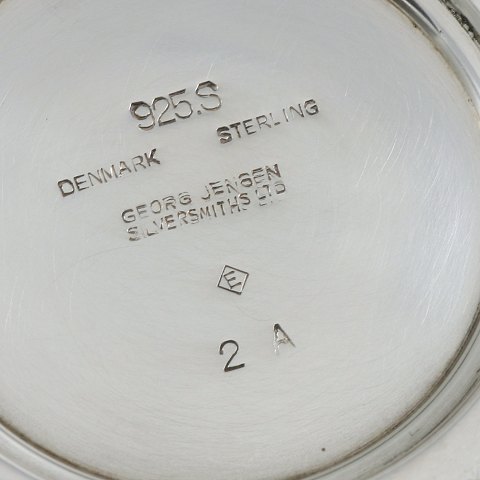 925.S
DENMARK STERLING
GEORG JENSEN
SILVERSMITHS LTD
E
2 A